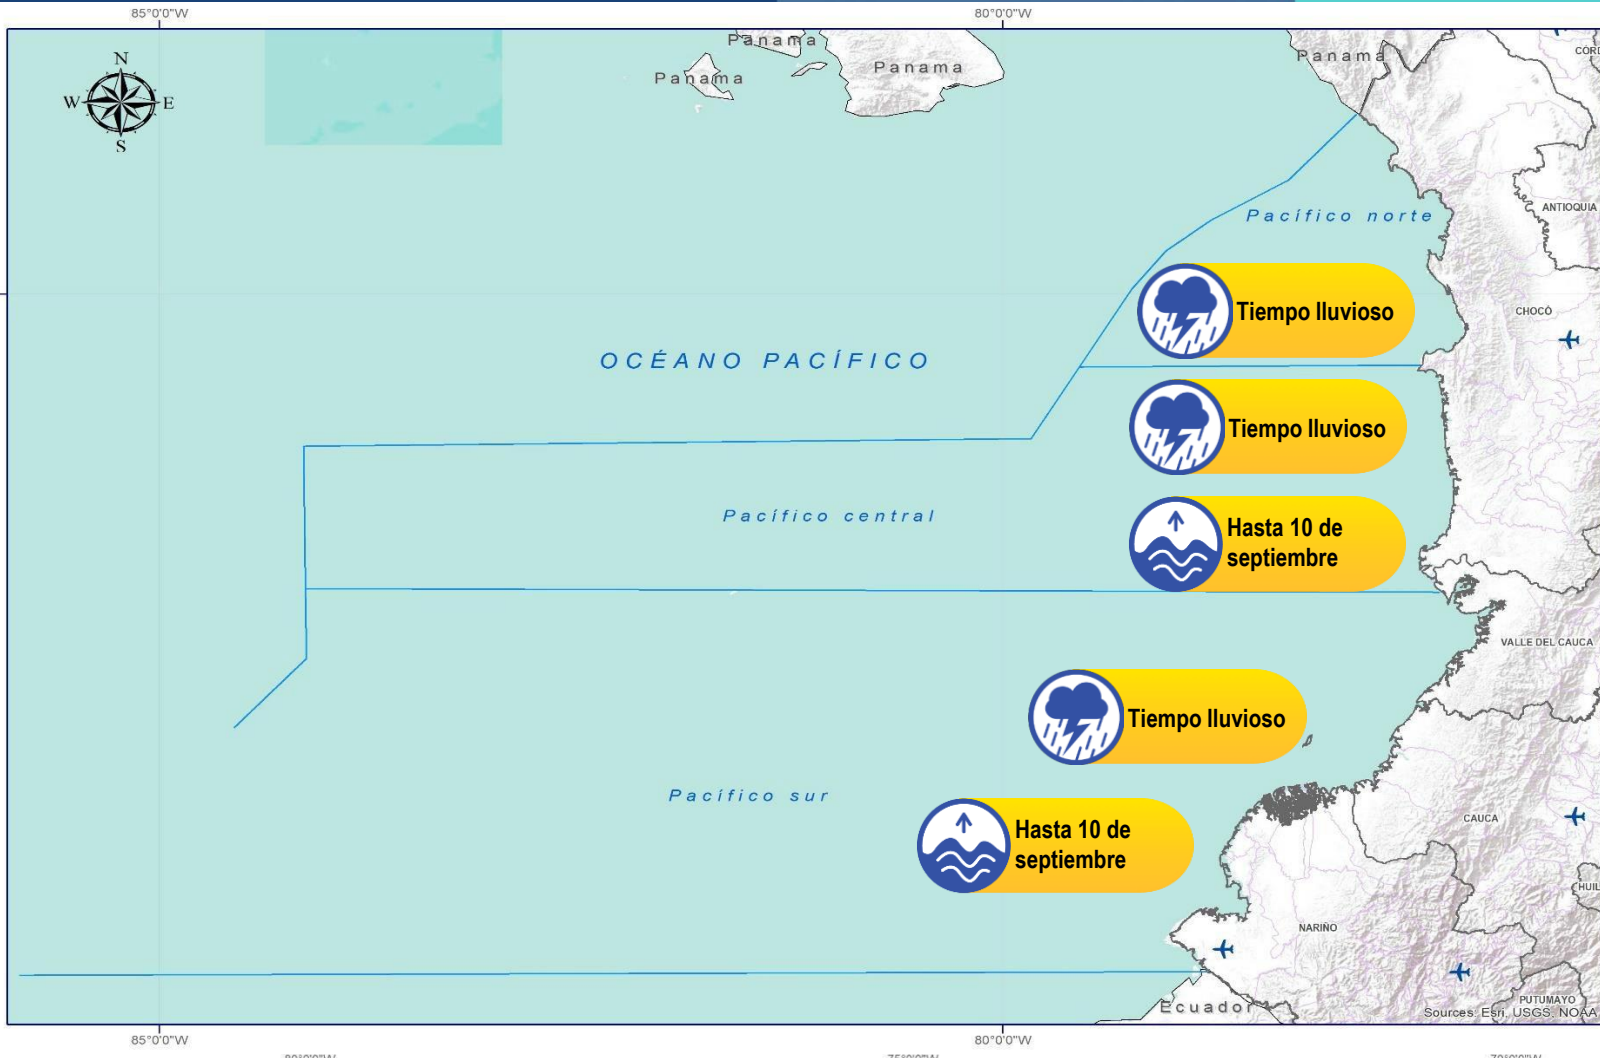 85°0'0"W
80°0'0"W
N
W
E
S
Panama
Panama
Panama
Panama
ANTIOQUIA
Pacífico norte
Tiempo lluvioso
CHOCÓ
OCÉANO PACÍFICO
Tiempo lluvioso
Pacífico central
Hasta 10 de
septiembre
VALLE DEL CAUCA
Tiempo lluvioso
Pacífico sur
Hasta 10 de
septiembre
CAUCA
NARIÑO
PUTUMAYO
Ecuador
Sources: Esri, USGS, NOAA
85°0'0"W
80°0'0"W